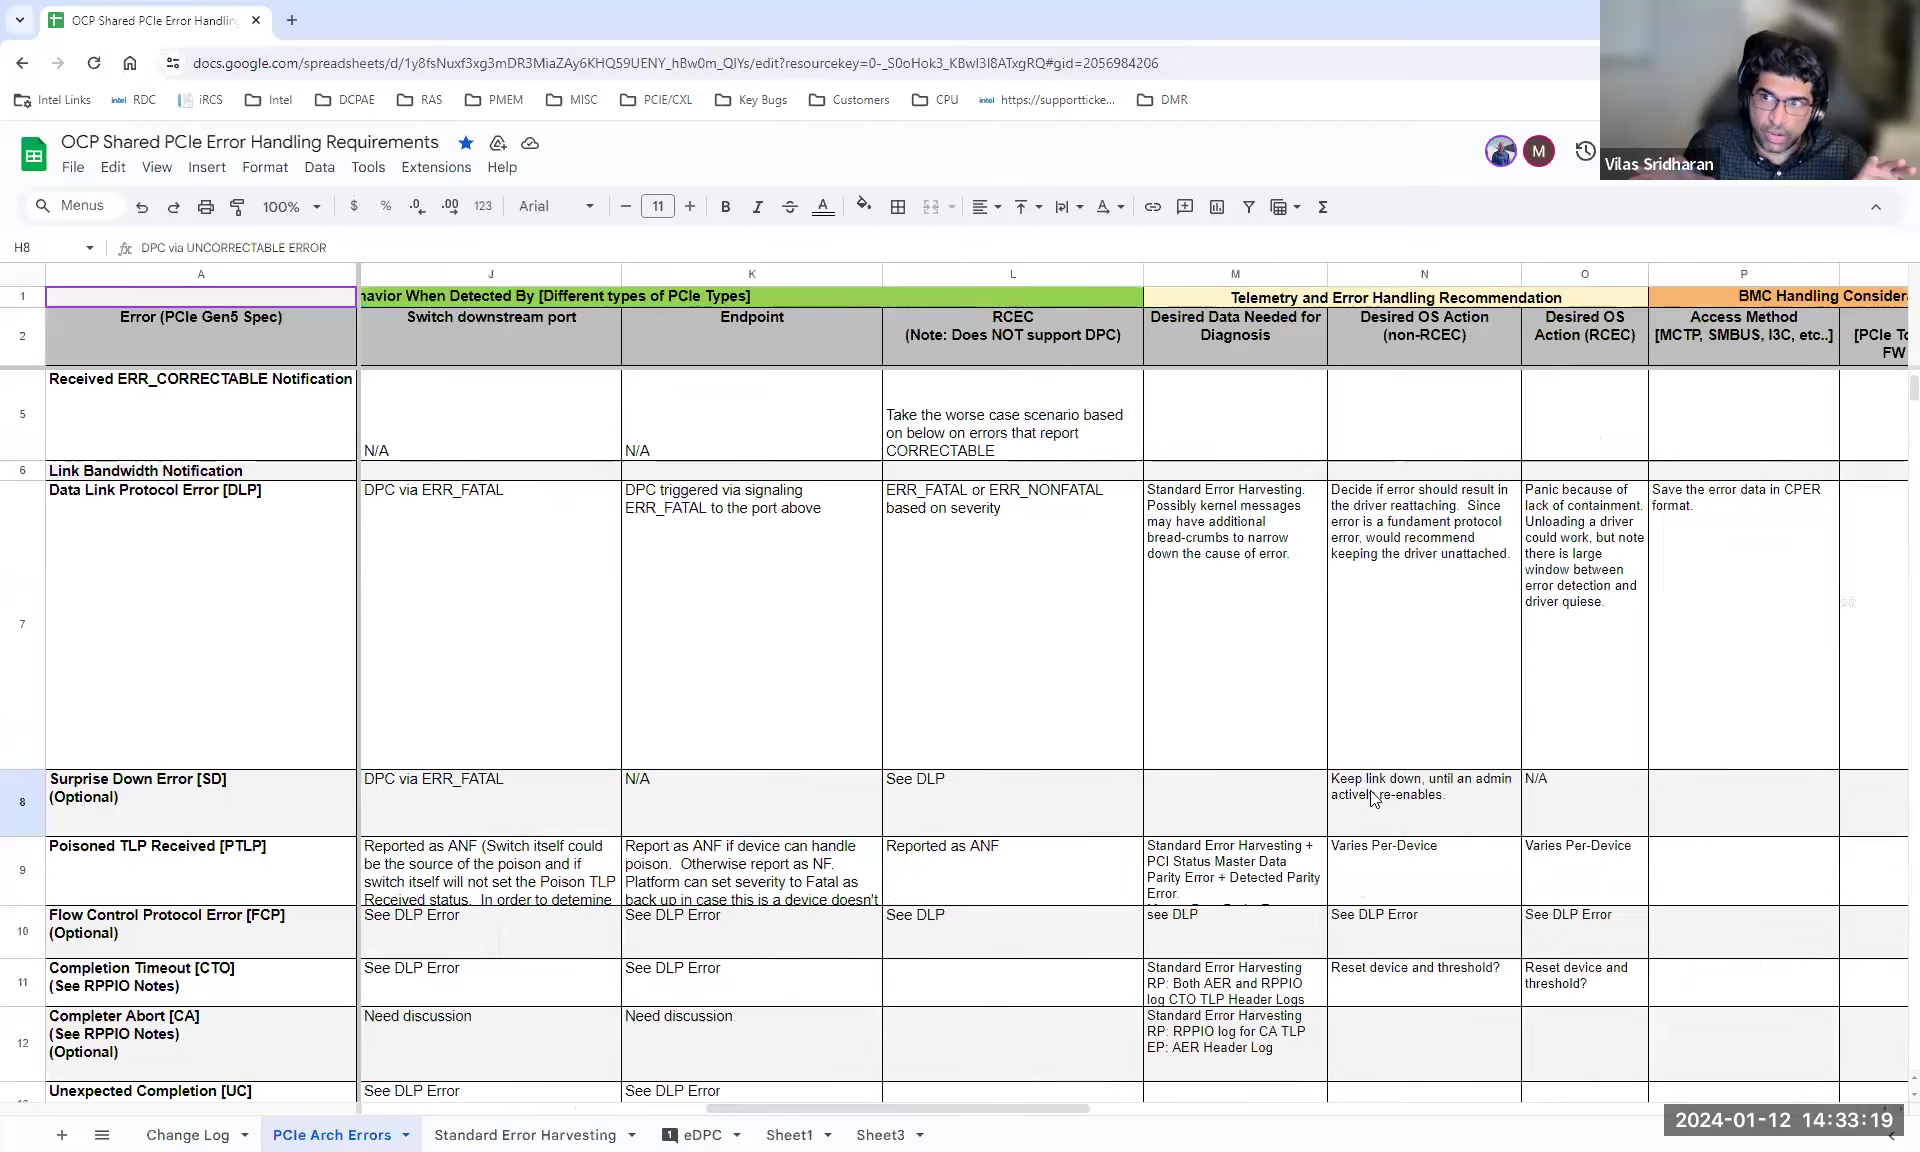 OCP Shared PCIe Error Handling
docs.google.com/spreadsheets/d/1y8fsNuxf3xg3mDR3MiaZAy6KHQ59UENY_hBw0m_QIYs/edit?resourcekey=0-_S0oHok3_KBwl3I8ATxgRQ#gid=2056984206
Intel Links
intel RDC
iRCS
Intel
DCPAE
RAS
PMEM
MISC
PCIE/CXL
Key Bugs
Customers
CPU
intel https://supportticke...
DMR
OCP Shared PCIe Error Handling Requirements
File Edit View Insert Format Data Tools Extensions Help
M
Vilas Sridharan
Menus
100%
$ % .0 .00 123
Arial
11
B I A
H8
fx DPC via UNCORRECTABLE ERROR
A J K L M N O P
1
havior When Detected By [Different types of PCIe Types]
Telemetry and Error Handling Recommendation
BMC Handling Consider
2
Error (PCIe Gen5 Spec)
Switch downstream port
Endpoint
RCEC
(Note: Does NOT support DPC)
Desired Data Needed for
Diagnosis
Desired OS Action
(non-RCEC)
Desired OS
Action (RCEC)
Access Method
[MCTP, SMBUS, I3C, etc..]
[PCIe To
FW
5
Received ERR_CORRECTABLE Notification
N/A
N/A
Take the worse case scenario based
on below on errors that report
CORRECTABLE
6
Link Bandwidth Notification
7
Data Link Protocol Error [DLP]
DPC via ERR_FATAL
DPC triggered via signaling
ERR_FATAL to the port above
ERR_FATAL or ERR_NONFATAL
based on severity
Standard Error Harvesting.
Possibly kernel messages
may have additional
bread-crumbs to narrow
down the cause of error.
Decide if error should result in
the driver reattaching. Since
error is a fundament protocol
error, would recommend
keeping the driver unattached.
Panic because of
lack of containment.
Unloading a driver
could work, but note
there is large
window between
error detection and
driver quiese.
Save the error data in CPER
format.
8
Surprise Down Error [SD]
(Optional)
DPC via ERR_FATAL
N/A
See DLP
Keep link down, until an admin
actively re-enables.
N/A
9
Poisoned TLP Received [PTLP]
Reported as ANF (Switch itself could
be the source of the poison and if
switch itself will not set the Poison TLP
Received status. In order to detemine
Report as ANF if device can handle
poison. Otherwise report as NF.
Platform can set severity to Fatal as
back up in case this is a device doesn't
Reported as ANF
Standard Error Harvesting +
PCI Status Master Data
Parity Error + Detected Parity
Error.
Varies Per-Device
Varies Per-Device
10
Flow Control Protocol Error [FCP]
(Optional)
See DLP Error
See DLP Error
See DLP
see DLP
See DLP Error
See DLP Error
11
Completion Timeout [CTO]
(See RPPIO Notes)
See DLP Error
See DLP Error
Standard Error Harvesting
RP: Both AER and RPPIO
log CTO TLP Header Logs
Reset device and threshold?
Reset device and
threshold?
12
Completer Abort [CA]
(See RPPIO Notes)
(Optional)
Need discussion
Need discussion
Standard Error Harvesting
RP: RPPIO log for CA TLP
EP: AER Header Log
Unexpected Completion [UC]
See DLP Error
See DLP Error
Change Log
PCIe Arch Errors
Standard Error Harvesting
1 eDPC
Sheet1
Sheet3
2024-01-12 14:33:19